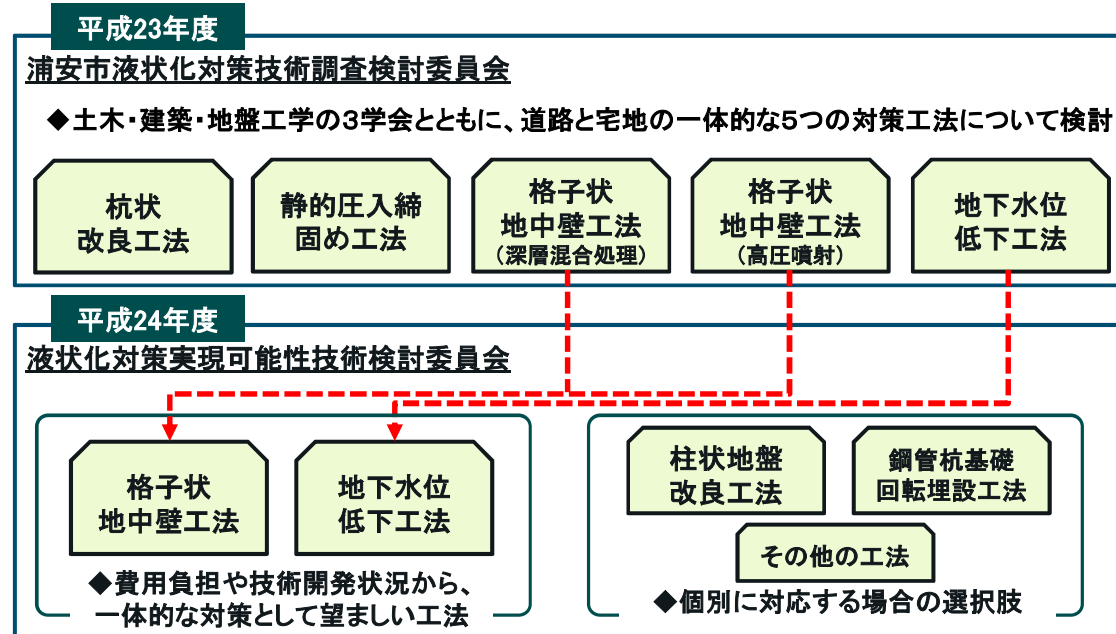 平成23年度
浦安市液状化対策技術調査検討委員会
◆土木・建築・地盤工学の3学会とともに、道路と宅地の一体的な5つの対策工法について検討
杭状
改良工法
静的圧入締
固め工法
格子状
地中壁工法
（深層混合処理）
格子状
地中壁工法
（高圧噴射）
地下水位
低下工法
平成24年度
液状化対策実現可能性技術検討委員会
格子状
地中壁工法
地下水位
低下工法
◆費用負担や技術開発状況から、
一体的な対策として望ましい工法
柱状地盤
改良工法
鋼管杭基礎
回転埋設工法
その他の工法
◆個別に対応する場合の選択肢